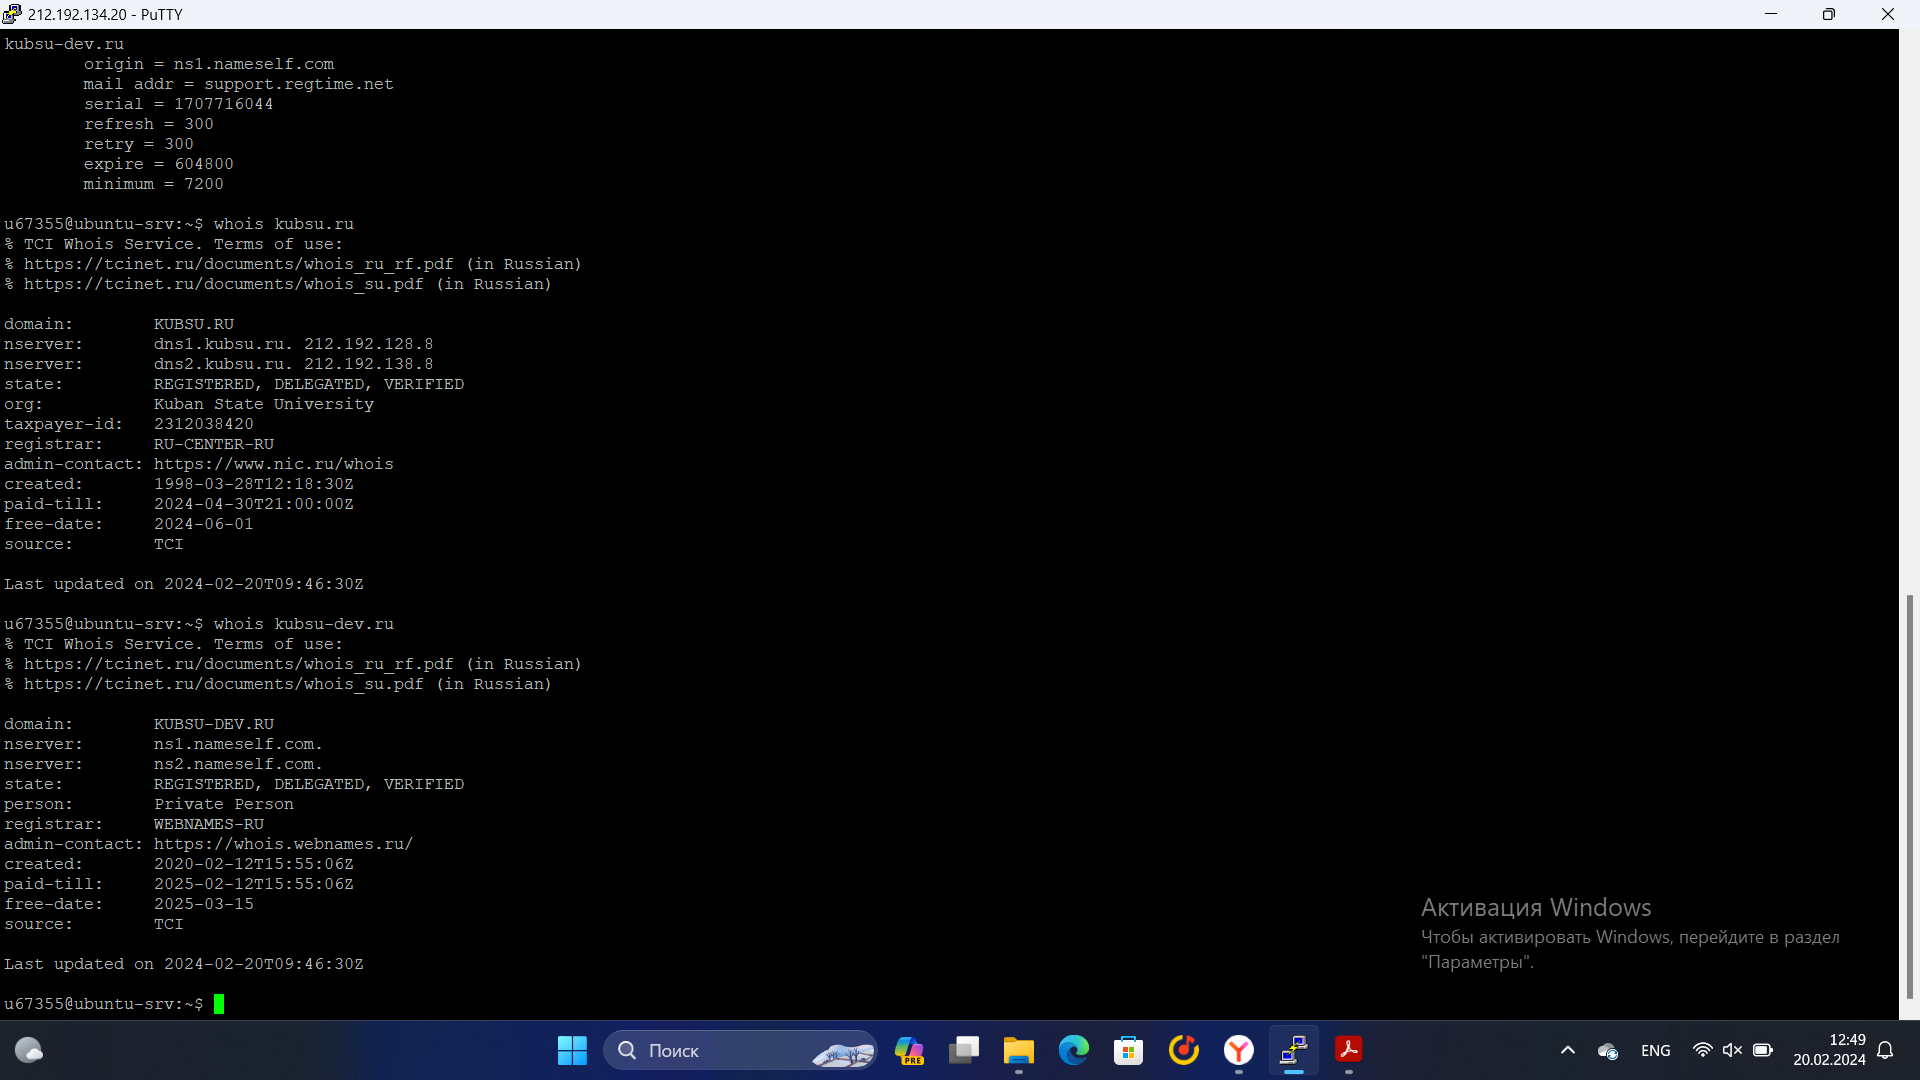 212.192.134.20 - PuTTY
kubsu-dev.ru
origin = ns1.nameself.com
mail addr = support.regtime.net
serial = 1707716044
refresh = 300
retry = 300
expire = 604800
minimum = 7200
u67355@ubuntu-srv:~$ whois kubsu.ru
% TCI Whois Service. Terms of use:
% https://tcinet.ru/documents/whois_ru_rf.pdf (in Russian)
% https://tcinet.ru/documents/whois_su.pdf (in Russian)
domain: KUBSU.RU
nserver: dns1.kubsu.ru. 212.192.128.8
nserver: dns2.kubsu.ru. 212.192.138.8
state: REGISTERED, DELEGATED, VERIFIED
org: Kuban State University
taxpayer-id: 2312038420
registrar: RU-CENTER-RU
admin-contact: https://www.nic.ru/whois
created: 1998-03-28T12:18:30Z
paid-till: 2024-04-30T21:00:00Z
free-date: 2024-06-01
source: TCI
Last updated on 2024-02-20T09:46:30Z
u67355@ubuntu-srv:~$ whois kubsu-dev.ru
% TCI Whois Service. Terms of use:
% https://tcinet.ru/documents/whois_ru_rf.pdf (in Russian)
% https://tcinet.ru/documents/whois_su.pdf (in Russian)
domain: KUBSU-DEV.RU
nserver: ns1.nameself.com.
nserver: ns2.nameself.com.
state: REGISTERED, DELEGATED, VERIFIED
person: Private Person
registrar: WEBNAMES-RU
admin-contact: https://whois.webnames.ru/
created: 2020-02-12T15:55:06Z
paid-till: 2025-02-12T15:55:06Z
free-date: 2025-03-15
source: TCI
Last updated on 2024-02-20T09:46:30Z
u67355@ubuntu-srv:~$
Активация Windows
Чтобы активировать Windows, перейдите в раздел
"Параметры".
Поиск
PRE
ENG
12:49
20.02.2024